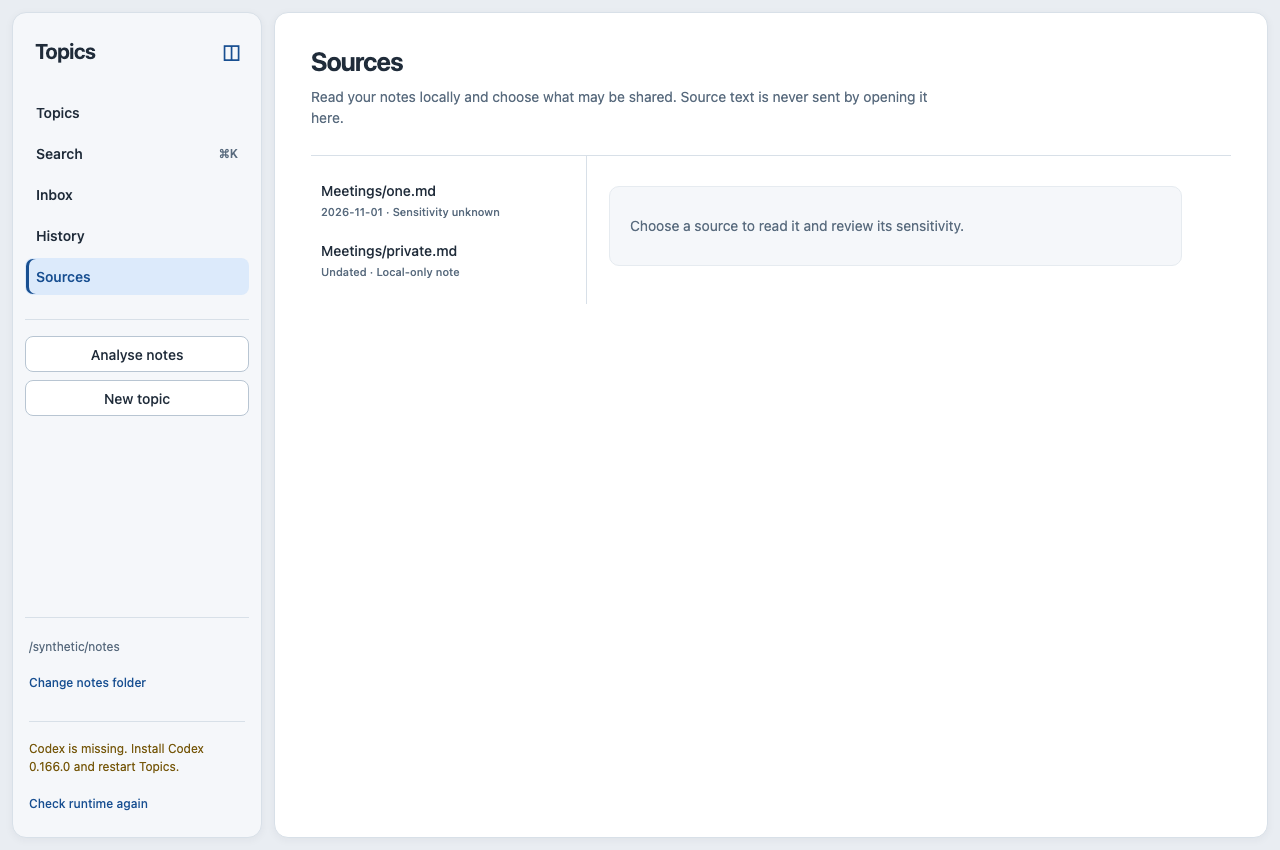 Topics
Topics
Search ⌘K
Inbox
History
Sources
Analyse notes
New topic
/synthetic/notes
Change notes folder
Codex is missing. Install Codex
0.166.0 and restart Topics.
Check runtime again
Sources
Read your notes locally and choose what may be shared. Source text is never sent by opening it
here.
Meetings/one.md
2026-11-01 · Sensitivity unknown
Meetings/private.md
Undated · Local-only note
Choose a source to read it and review its sensitivity.